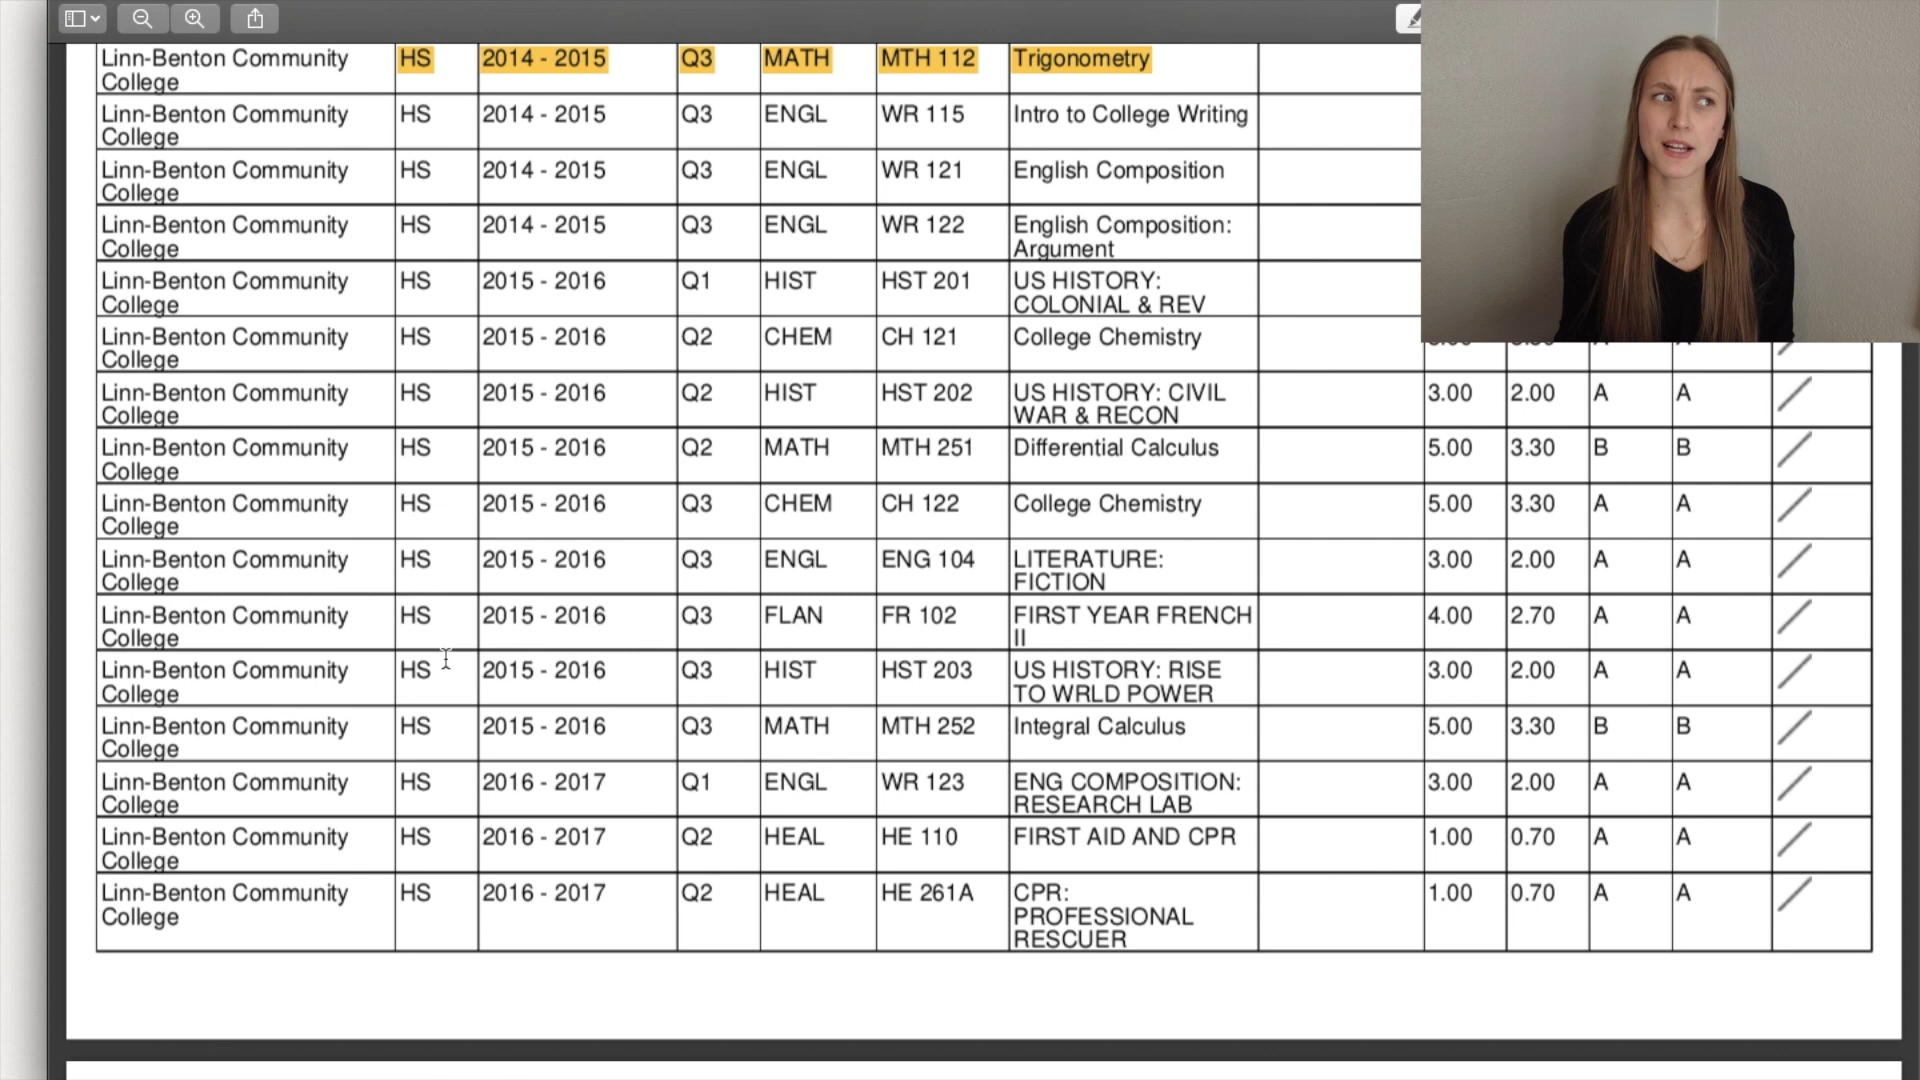 Linn-Benton Community College HS 2014 - 2015 Q3 MATH MTH 112 Trigonometry
Linn-Benton Community College HS 2014 - 2015 Q3 ENGL WR 115 Intro to College Writing
Linn-Benton Community College HS 2014 - 2015 Q3 ENGL WR 121 English Composition
Linn-Benton Community College HS 2014 - 2015 Q3 ENGL WR 122 English Composition: Argument
Linn-Benton Community College HS 2015 - 2016 Q1 HIST HST 201 US HISTORY: COLONIAL & REV
Linn-Benton Community College HS 2015 - 2016 Q2 CHEM CH 121 College Chemistry
Linn-Benton Community College HS 2015 - 2016 Q2 HIST HST 202 US HISTORY: CIVIL WAR & RECON 3.00 2.00 A A
Linn-Benton Community College HS 2015 - 2016 Q2 MATH MTH 251 Differential Calculus 5.00 3.30 B B
Linn-Benton Community College HS 2015 - 2016 Q3 CHEM CH 122 College Chemistry 5.00 3.30 A A
Linn-Benton Community College HS 2015 - 2016 Q3 ENGL ENG 104 LITERATURE: FICTION 3.00 2.00 A A
Linn-Benton Community College HS 2015 - 2016 Q3 FLAN FR 102 FIRST YEAR FRENCH II 4.00 2.70 A A
Linn-Benton Community College HS 2015 - 2016 Q3 HIST HST 203 US HISTORY: RISE TO WRLD POWER 3.00 2.00 A A
Linn-Benton Community College HS 2015 - 2016 Q3 MATH MTH 252 Integral Calculus 5.00 3.30 B B
Linn-Benton Community College HS 2016 - 2017 Q1 ENGL WR 123 ENG COMPOSITION: RESEARCH LAB 3.00 2.00 A A
Linn-Benton Community College HS 2016 - 2017 Q2 HEAL HE 110 FIRST AID AND CPR 1.00 0.70 A A
Linn-Benton Community College HS 2016 - 2017 Q2 HEAL HE 261A CPR: PROFESSIONAL RESCUER 1.00 0.70 A A